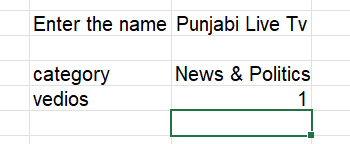 Enter the name Punjabi Live Tv
category News & Politics
vedios 1